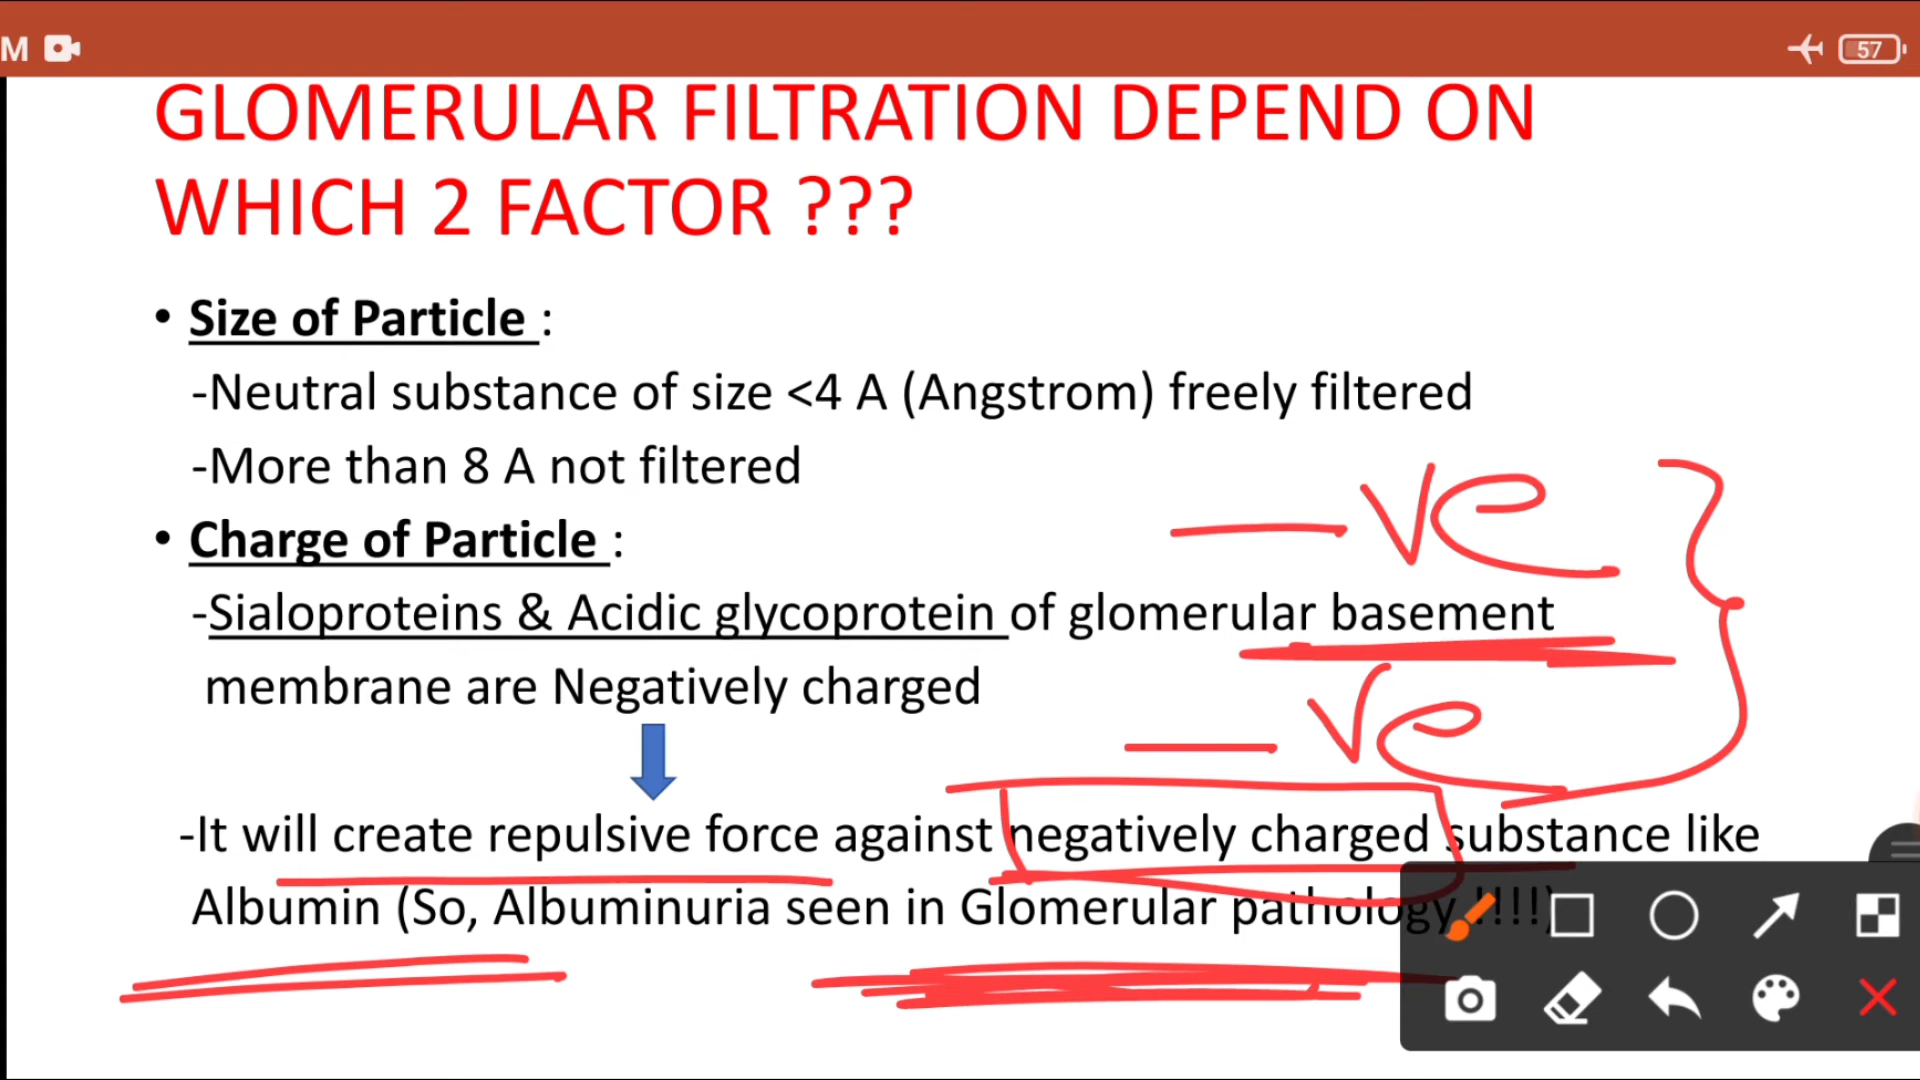 M
57
GLOMERULAR FILTRATION DEPEND ON
WHICH 2 FACTOR ???
• Size of Particle :
-Neutral substance of size <4 A (Angstrom) freely filtered
-More than 8 A not filtered
— ve
• Charge of Particle :
-Sialoproteins & Acidic glycoprotein of glomerular basement
membrane are Negatively charged
— ve
-It will create repulsive force against negatively charged substance like
Albumin (So, Albuminuria seen in Glomerular pathology !!!!)